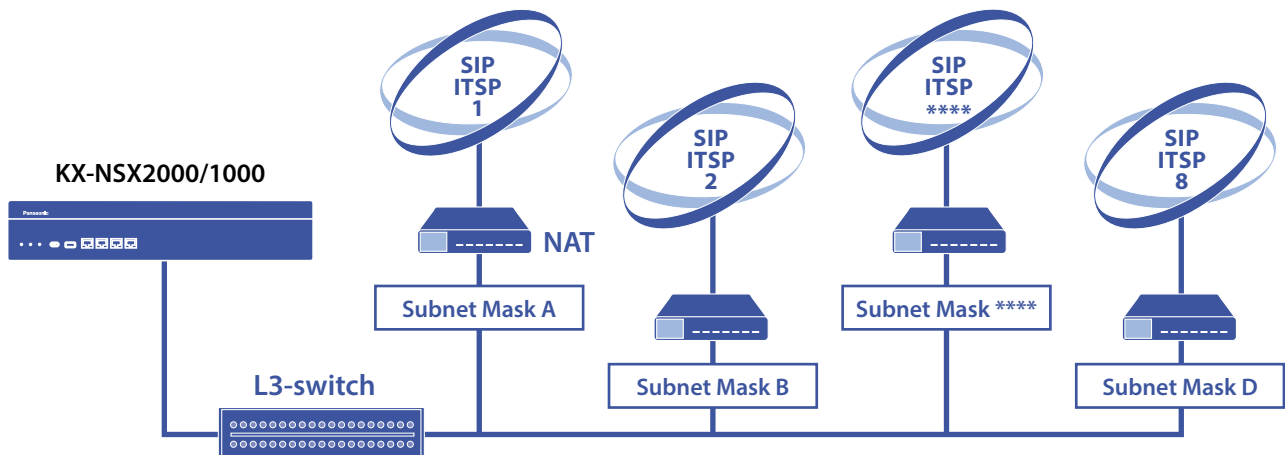 SIP
ITSP
1
SIP
ITSP
****
SIP
ITSP
2
SIP
ITSP
8
KX-NSX2000/1000
Panasonic
NAT
Subnet Mask A
Subnet Mask ****
Subnet Mask B
Subnet Mask D
L3-switch